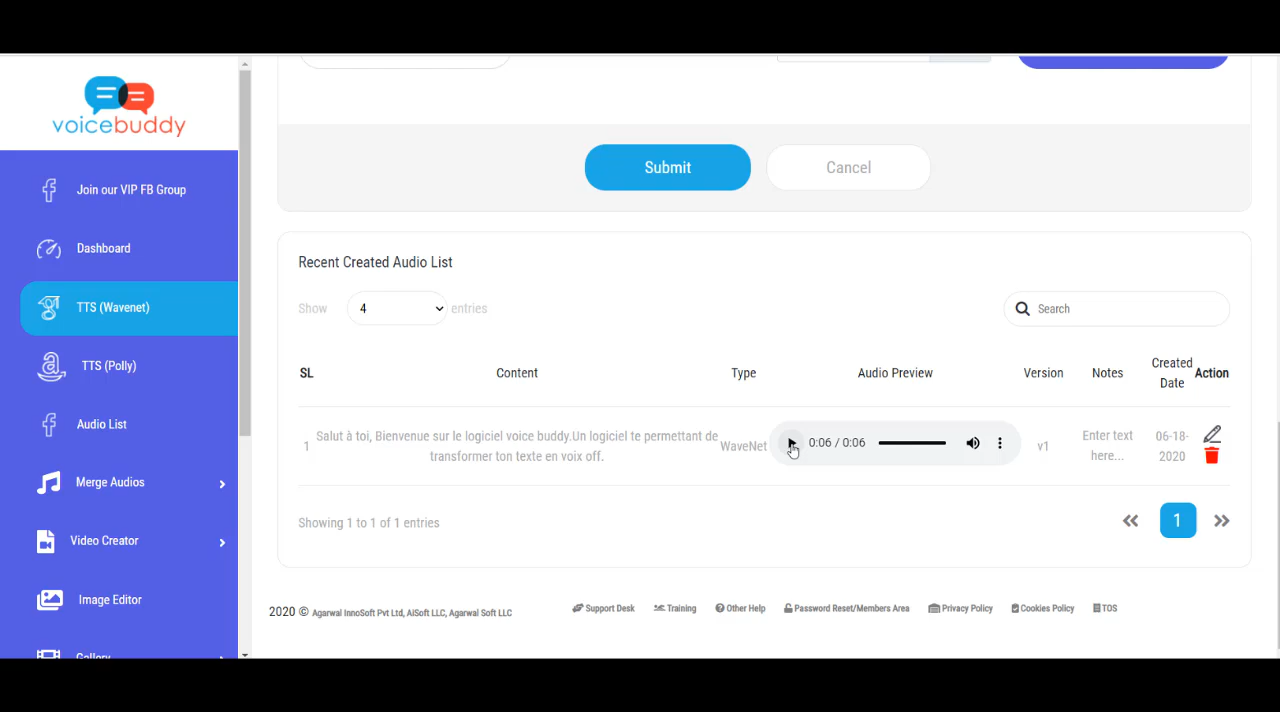 voicebuddy
Join our VIP FB Group
Dashboard
TTS (Wavenet)
TTS (Polly)
Audio List
Merge Audios
Video Creator
Image Editor
Gallery
Submit
Cancel
Recent Created Audio List
Show 4 entries
Search
SL Content Type Audio Preview Version Notes Created Date Action
1
Salut à toi, Bienvenue sur le logiciel voice buddy.Un logiciel te permettant de
transformer ton texte en voix off.
WaveNet
0:06 / 0:06
v1
Enter text
here...
06-18-
2020
Showing 1 to 1 of 1 entries
1
2020 © Agarwal InnoSoft Pvt Ltd, AiSoft LLC, Agarwal Soft LLC
Support Desk Training Other Help Password Reset/Members Area Privacy Policy Cookies Policy TOS